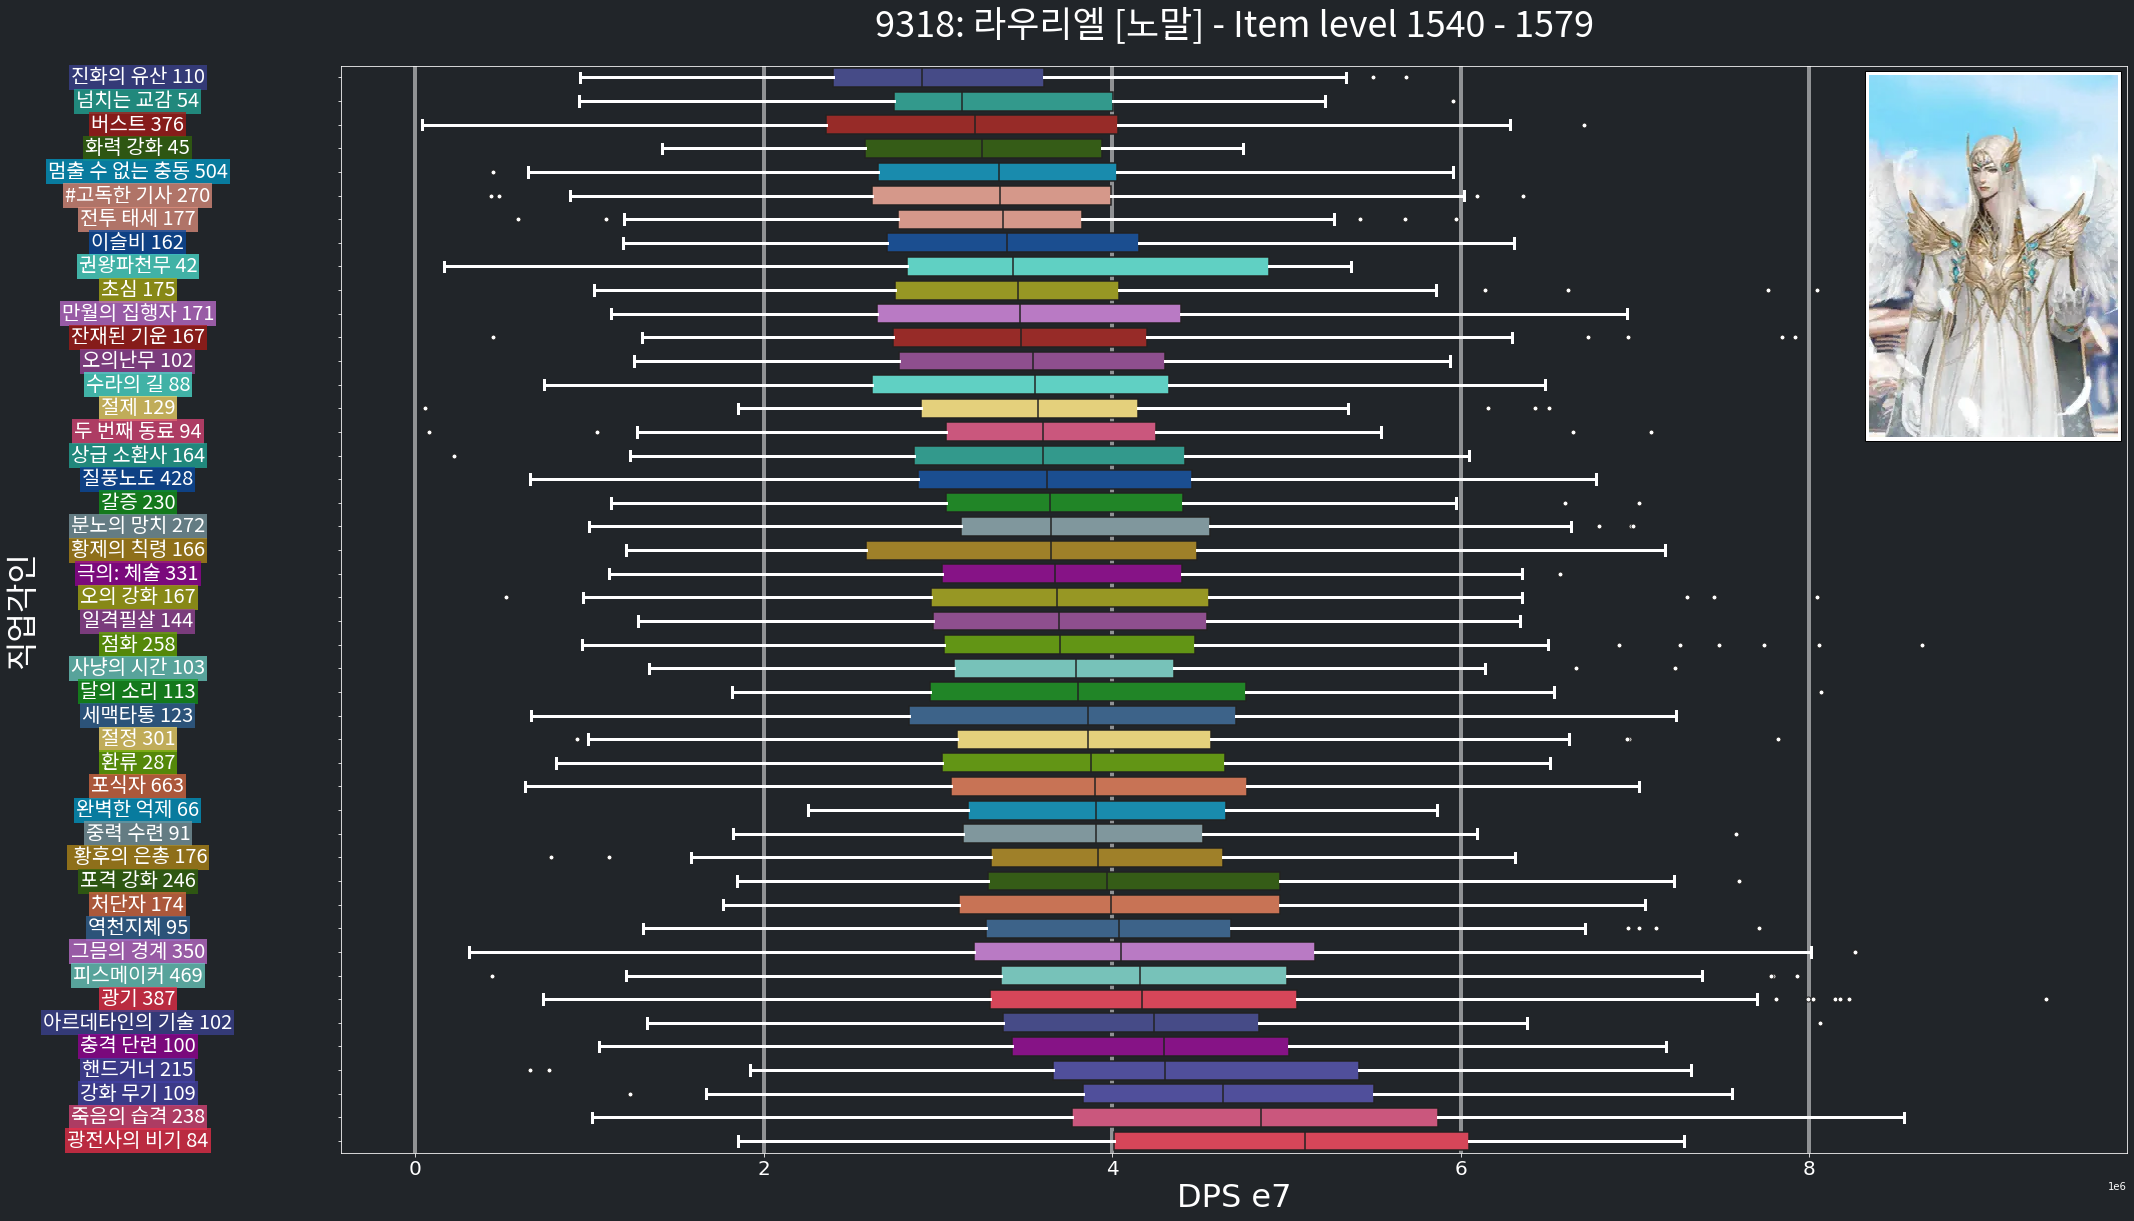 9318: 라우리엘 [노말] - Item level 1540 - 1579
진화의 유산 110
넘치는 교감 54
버스트 376
화력 강화 45
멈출 수 없는 충동 504
#고독한 기사 270
전투 태세 177
이슬비 162
권왕파천무 42
초심 175
만월의 집행자 171
잔재된 기운 167
오의난무 102
수라의 길 88
절제 129
두 번째 동료 94
상급 소환사 164
질풍노도 428
갈증 230
분노의 망치 272
황제의 칙령 166
극의: 체술 331
오의 강화 167
일격필살 144
점화 258
사냥의 시간 103
달의 소리 113
세맥타통 123
절정 301
환류 287
포식자 663
완벽한 억제 66
중력 수련 91
황후의 은총 176
포격 강화 246
처단자 174
역천지체 95
그믐의 경계 350
피스메이커 469
광기 387
아르데타인의 기술 102
충격 단련 100
핸드거너 215
강화 무기 109
죽음의 습격 238
광전사의 비기 84
직업각인
0 2 4 6 8
DPS e7
1e6